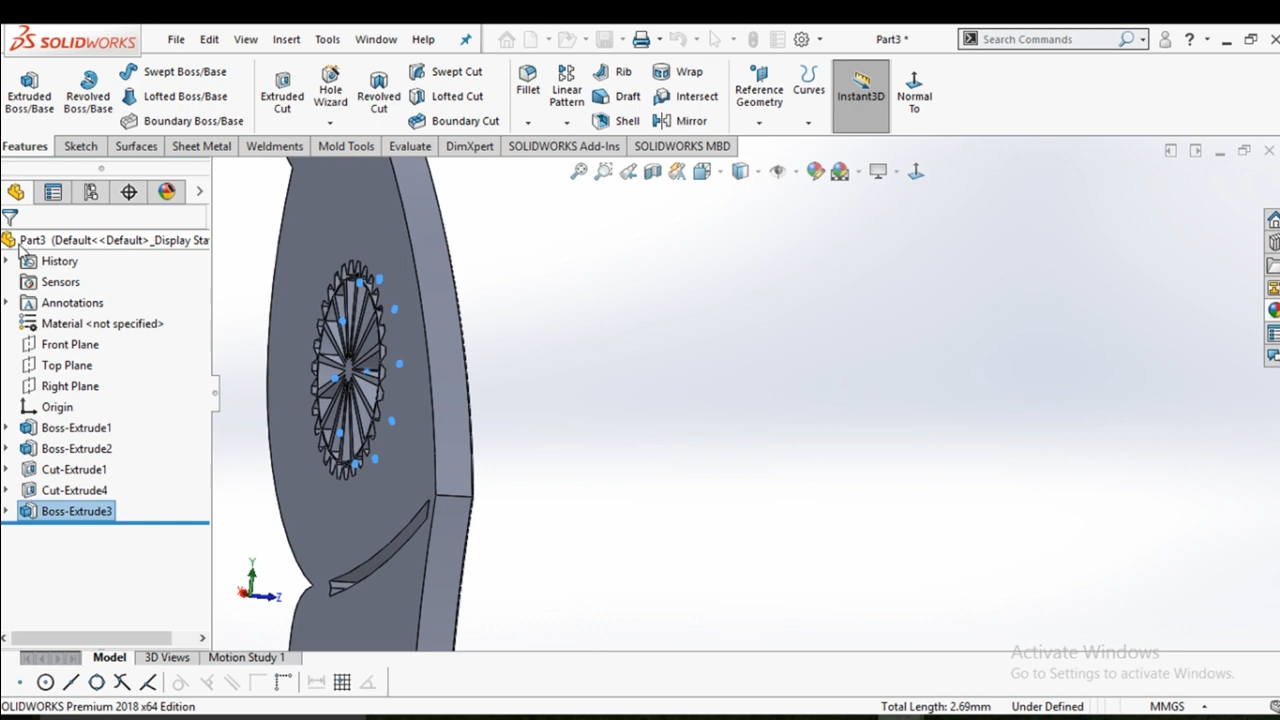 SOLIDWORKS File Edit View Insert Tools Window Help Part3 * Search Commands ?
Extruded Boss/Base
Revolved Boss/Base
Swept Boss/Base
Lofted Boss/Base
Boundary Boss/Base
Extruded Cut
Hole Wizard
Revolved Cut
Swept Cut
Lofted Cut
Boundary Cut
Fillet
Linear Pattern
Rib
Draft
Shell
Wrap
Intersect
Mirror
Reference Geometry
Curves
Instant3D
Normal To
Features Sketch Surfaces Sheet Metal Weldments Mold Tools Evaluate DimXpert SOLIDWORKS Add-Ins SOLIDWORKS MBD
Part3 (Default<<Default>_Display Sta
History
Sensors
Annotations
Material <not specified>
Front Plane
Top Plane
Right Plane
Origin
Boss-Extrude1
Boss-Extrude2
Cut-Extrude1
Cut-Extrude4
Boss-Extrude3
Y
Z
Activate Windows
Go to Settings to activate Windows.
Model 3D Views Motion Study 1
OLIDWORKS Premium 2018 x64 Edition Total Length: 2.69mm Under Defined MMGS